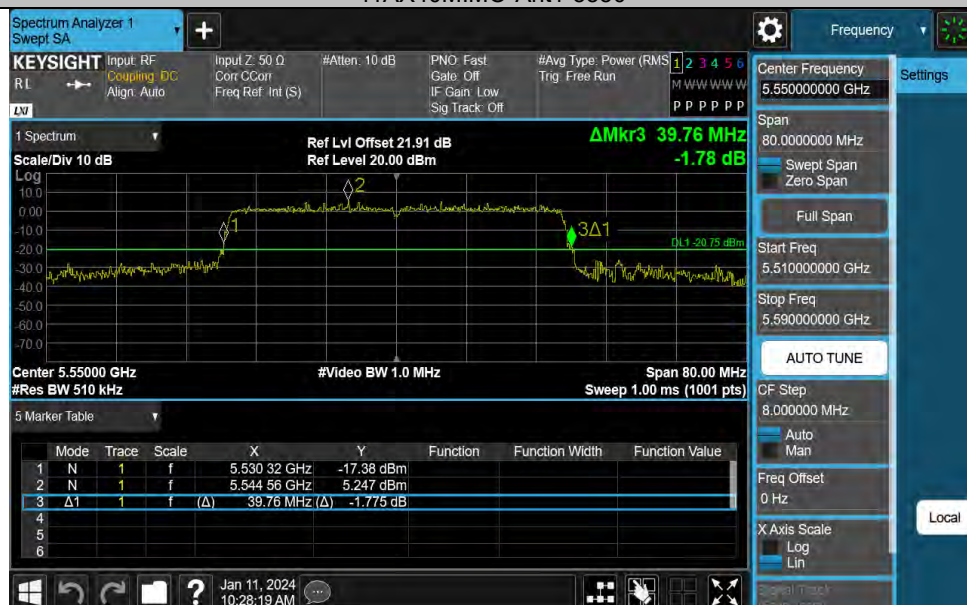 Spectrum Analyzer 1
Swept SA
Frequency
KEYSIGHT
RL
LXI
Input: RF
Coupling: DC
Align: Auto
Input Z: 50 Ω
Corr CCorr
Freq Ref: Int (S)
#Atten: 10 dB
PNO: Fast
Gate: Off
IF Gain: Low
Sig Track: Off
#Avg Type: Power (RMS
Trig: Free Run
1 2 3 4 5 6
M W W W W W
P P P P P P
1 Spectrum
Scale/Div 10 dB
Ref Lvl Offset 21.91 dB
Ref Level 20.00 dBm
ΔMkr3 39.76 MHz
-1.78 dB
Log
10.0
0.00
-10.0
-20.0
-30.0
-40.0
-50.0
-60.0
-70.0
1
2
3Δ1
DL1 -20.75 dBm
Center 5.55000 GHz
#Res BW 510 kHz
#Video BW 1.0 MHz
Span 80.00 MHz
Sweep 1.00 ms (1001 pts)
5 Marker Table
Mode Trace Scale X Y Function Function Width Function Value
1 N 1 f 5.530 32 GHz -17.38 dBm
2 N 1 f 5.544 56 GHz 5.247 dBm
3 Δ1 1 f (Δ) 39.76 MHz (Δ) -1.775 dB
4
5
6
Jan 11, 2024
10:28:19 AM
Center Frequency
5.550000000 GHz
Settings
Span
80.0000000 MHz
Swept Span
Zero Span
Full Span
Start Freq
5.510000000 GHz
Stop Freq
5.590000000 GHz
AUTO TUNE
CF Step
8.000000 MHz
Auto
Man
Freq Offset
0 Hz
X Axis Scale
Log
Lin
Signal Track
Local